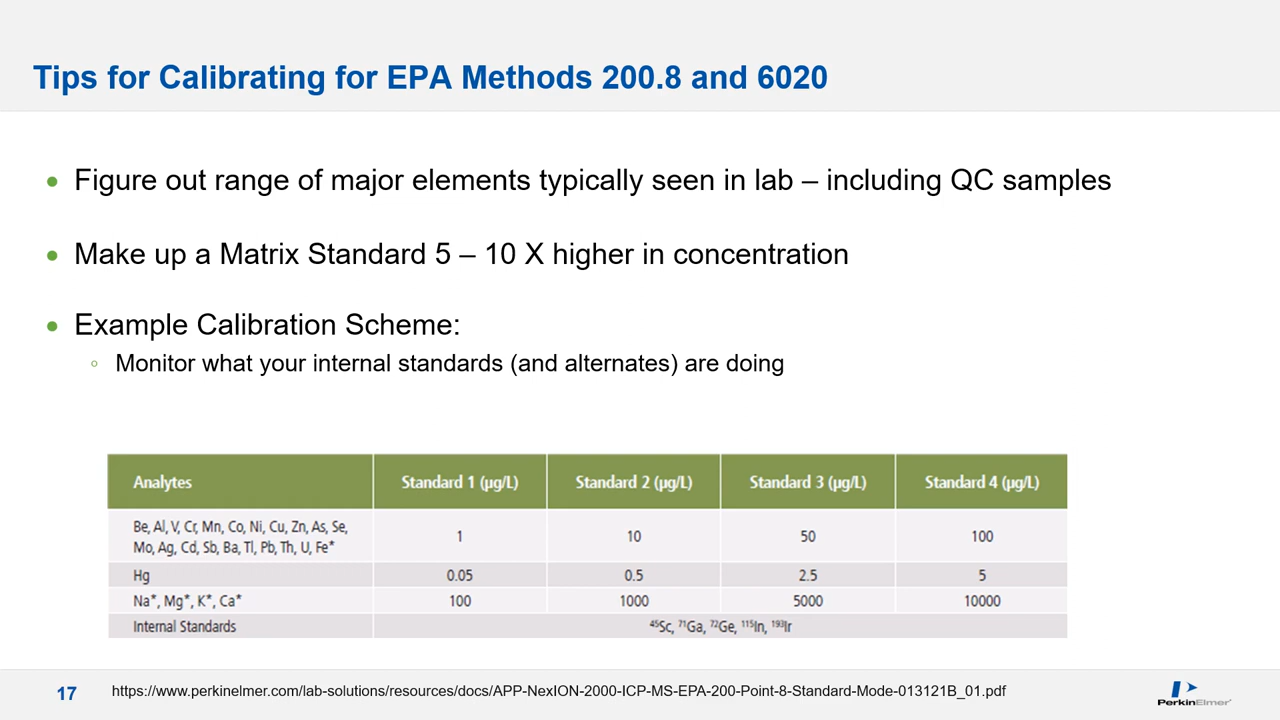 Tips for Calibrating for EPA Methods 200.8 and 6020
• Figure out range of major elements typically seen in lab – including QC samples
• Make up a Matrix Standard 5 – 10 X higher in concentration
• Example Calibration Scheme:
◦ Monitor what your internal standards (and alternates) are doing
Analytes Standard 1 (µg/L) Standard 2 (µg/L) Standard 3 (µg/L) Standard 4 (µg/L)
Be, Al, V, Cr, Mn, Co, Ni, Cu, Zn, As, Se,
Mo, Ag, Cd, Sb, Ba, Tl, Pb, Th, U, Fe* 1 10 50 100
Hg 0.05 0.5 2.5 5
Na*, Mg*, K*, Ca* 100 1000 5000 10000
Internal Standards ⁴⁵Sc, ⁷¹Ga, ⁷²Ge, ¹¹⁵In, ¹⁹³Ir
17 https://www.perkinelmer.com/lab-solutions/resources/docs/APP-NexION-2000-ICP-MS-EPA-200-Point-8-Standard-Mode-013121B_01.pdf
PerkinElmer